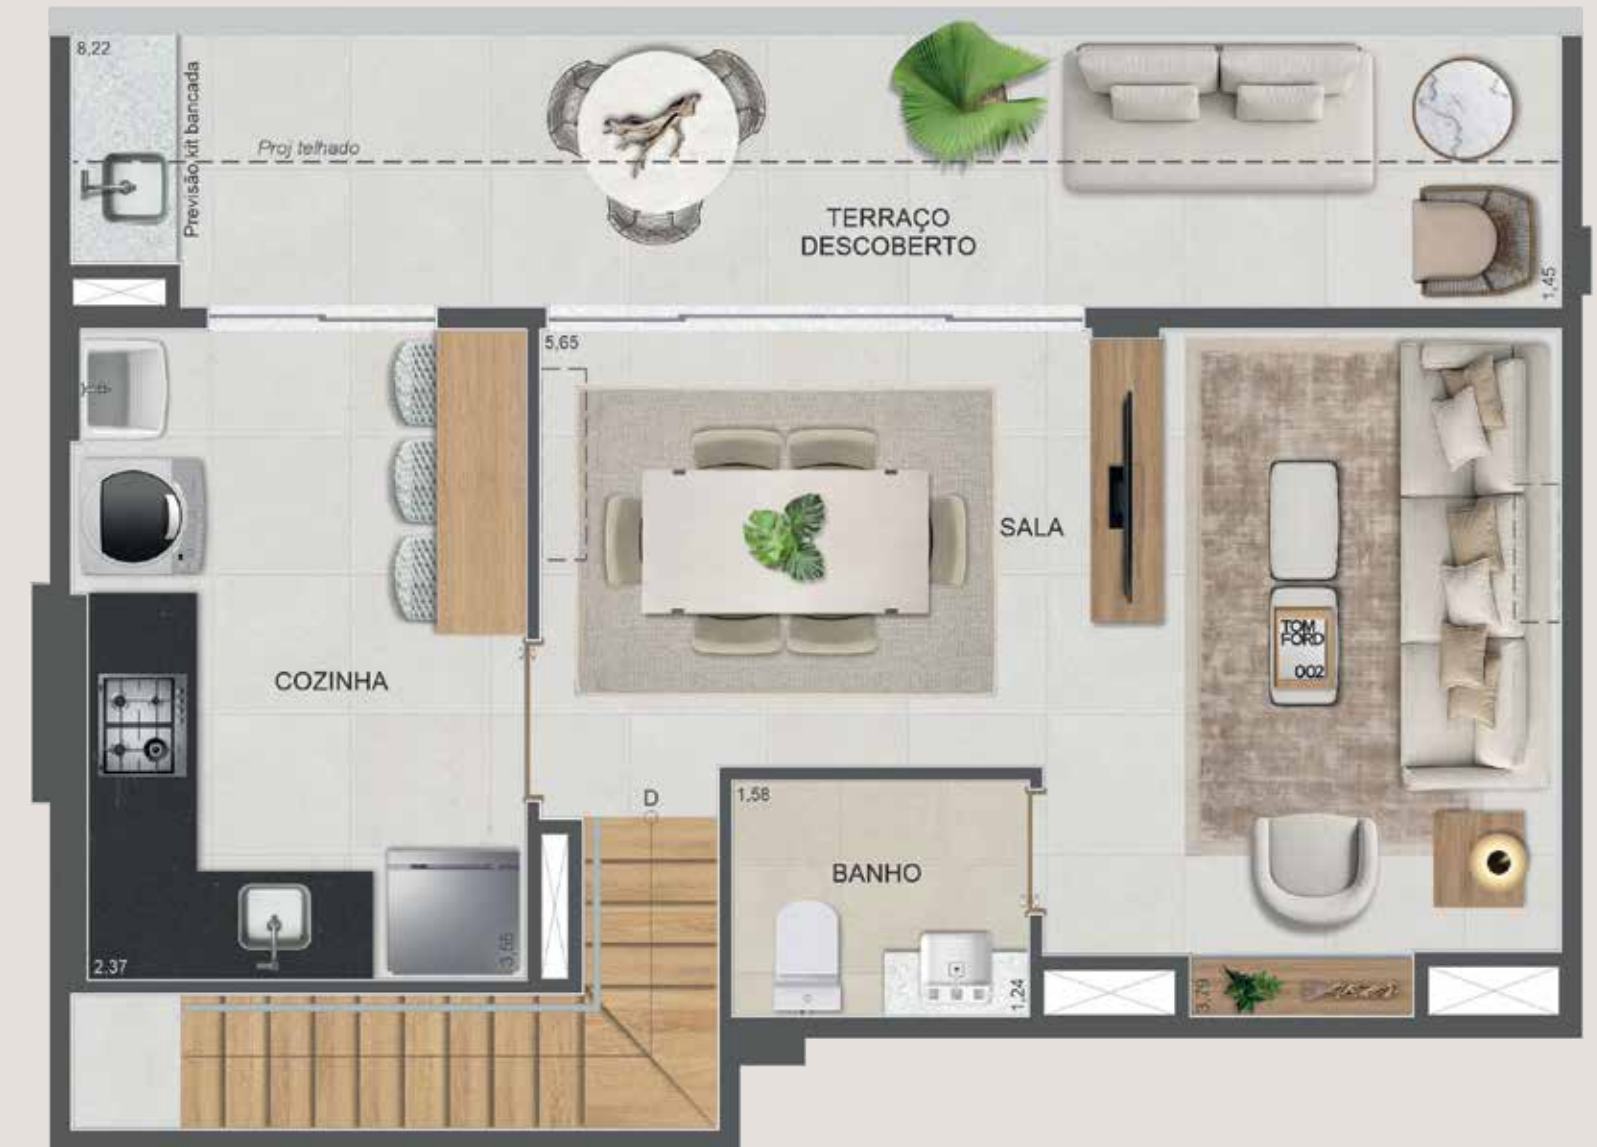 8,22
Previsão kit bancada
Proj telhado
TERRAÇO
DESCOBERTO
1,45
5,65
SALA
COZINHA
TOM
FORD
002
D
1,58
BANHO
2.37
3,55
1,24
3,79